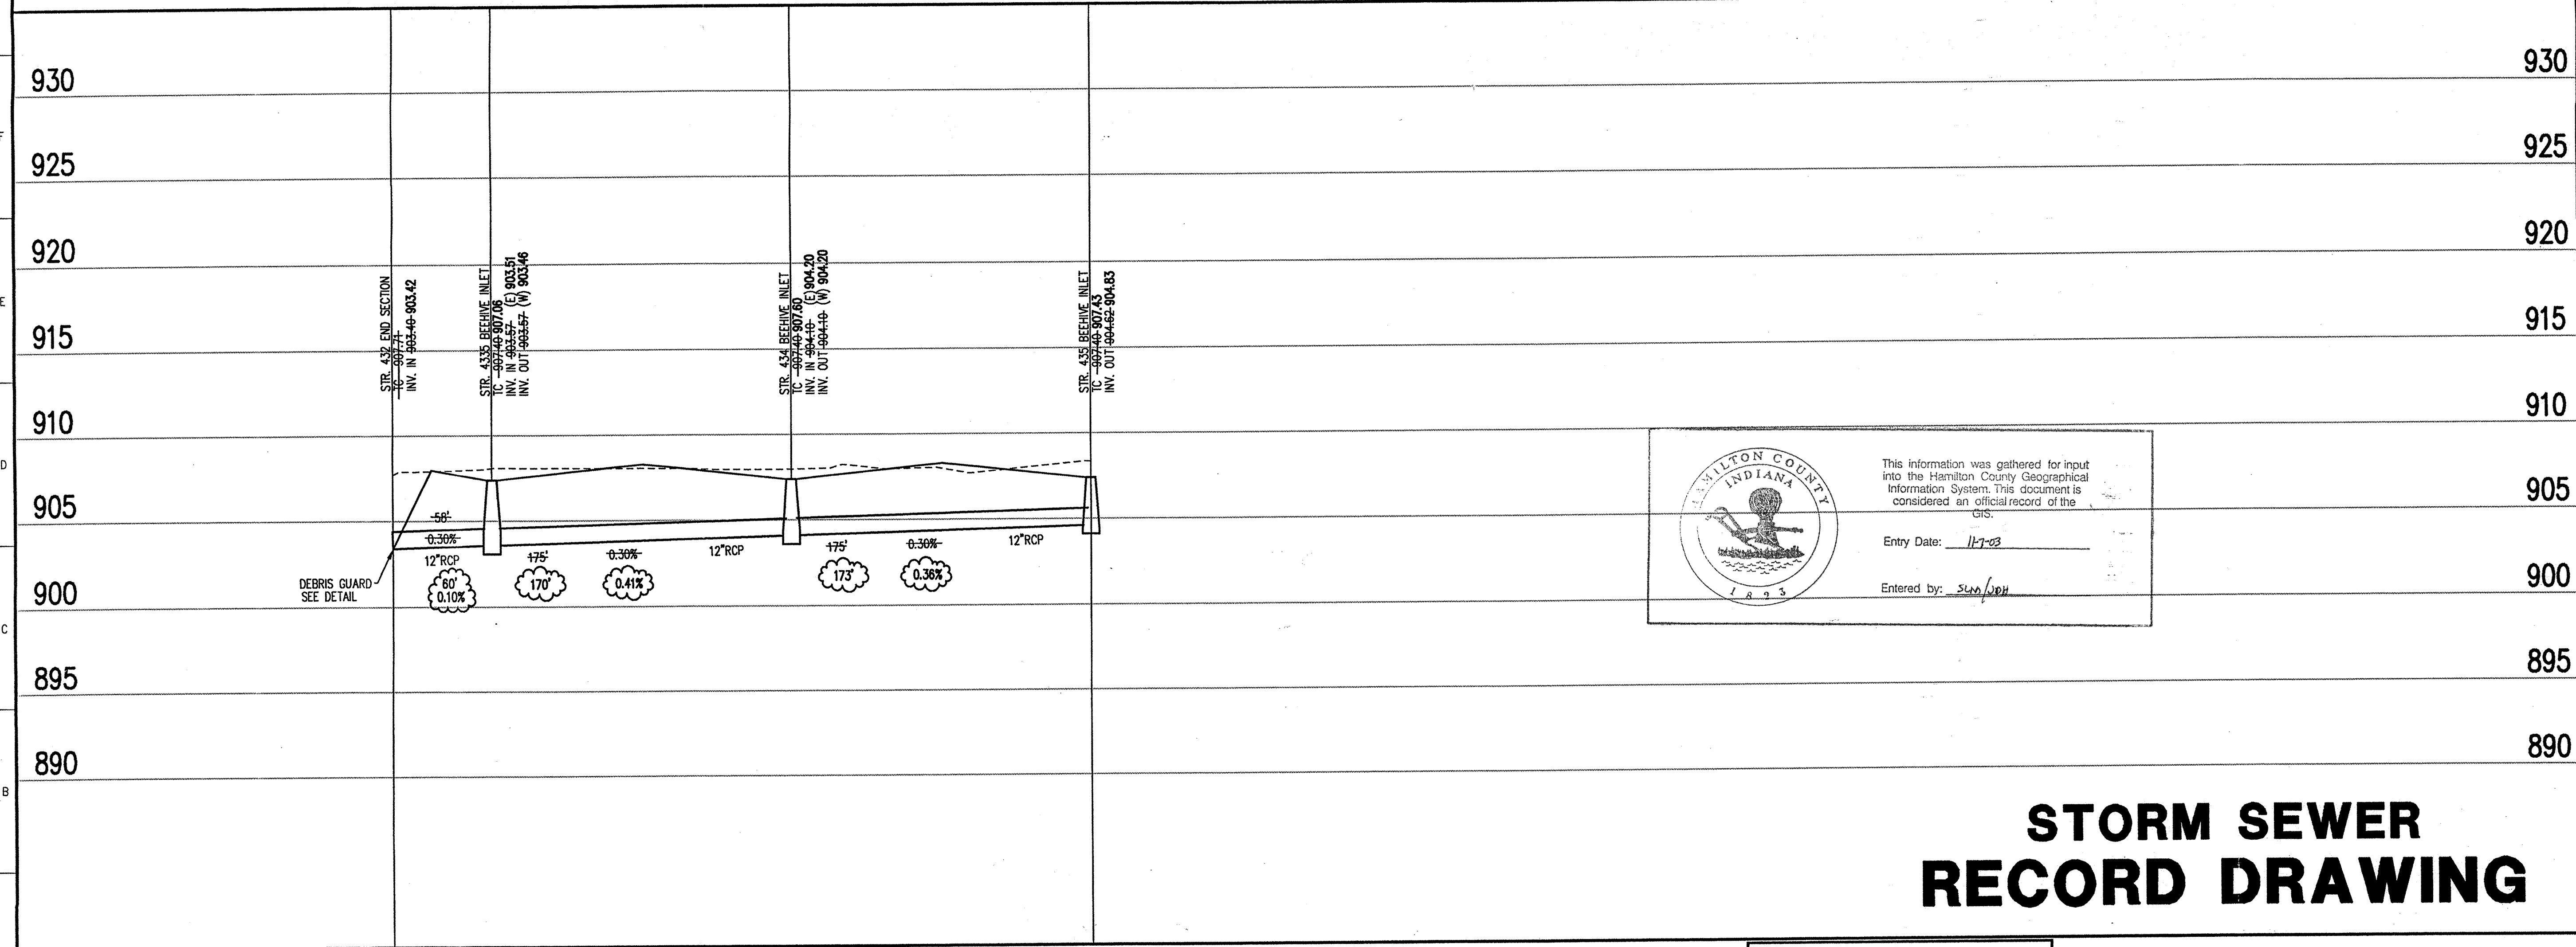 930
930
925
925
920
920
915
915
910
910
905
905
900
900
895
895
890
890
STR. 432 END SECTION
TC 907.71
INV. IN 903.40 903.42
STR. 4335 BEEHIVE INLET
TC 907.40 907.06
INV. IN 903.57 (E) 903.51
INV. OUT 903.57 (W) 903.46
STR. 434 BEEHIVE INLET
TC 907.40 907.60
INV. IN 904.10 (E) 904.20
INV. OUT 904.10 (W) 904.20
STR. 435 BEEHIVE INLET
TC 907.40 907.43
INV. OUT 904.62 904.83
58'
0.30%
12"RCP
60'
0.10%
175'
0.30%
12"RCP
170'
0.41%
175'
0.30%
12"RCP
173'
0.36%
DEBRIS GUARD
SEE DETAIL
HAMILTON COUNTY
INDIANA
1823
This information was gathered for input
into the Hamilton County Geographical
Information System. This document is
considered an official record of the
GIS.
Entry Date: 11-7-03
Entered by: SLM/JDH
STORM SEWER
RECORD DRAWING
F
E
D
C
B